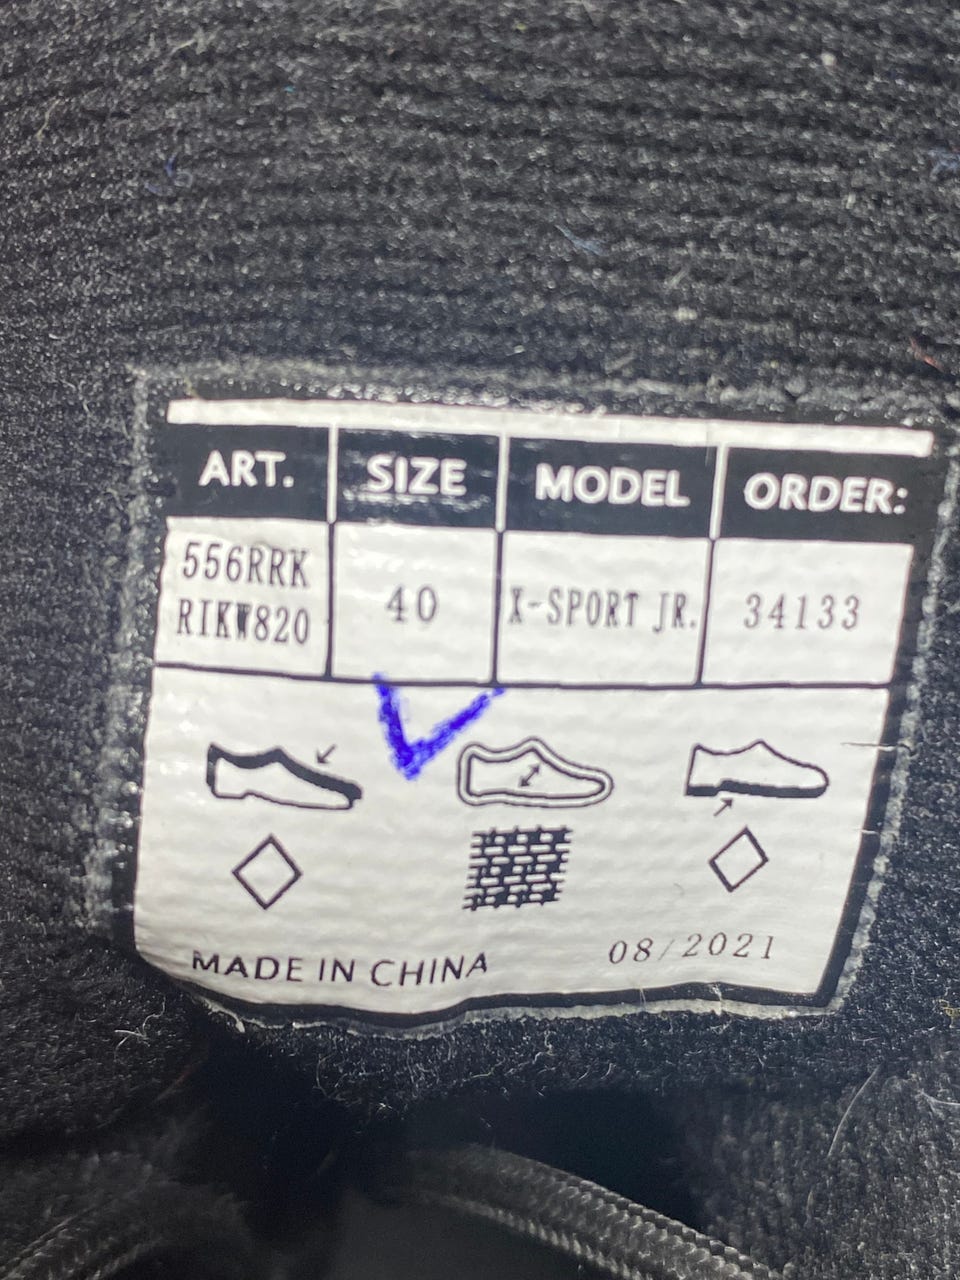 ART. SIZE MODEL ORDER:
556RRK
RIKW820 40 X-SPORT JR. 34133
MADE IN CHINA 08/2021